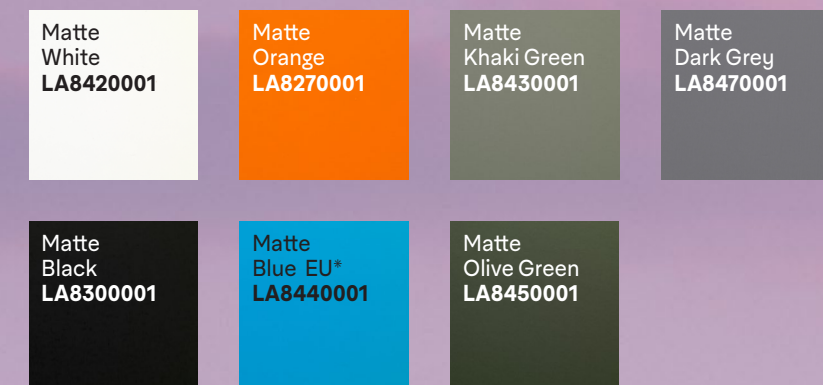 Matte
White
LA8420001
Matte
Orange
LA8270001
Matte
Khaki Green
LA8430001
Matte
Dark Grey
LA8470001
Matte
Black
LA8300001
Matte
Blue EU*
LA8440001
Matte
Olive Green
LA8450001